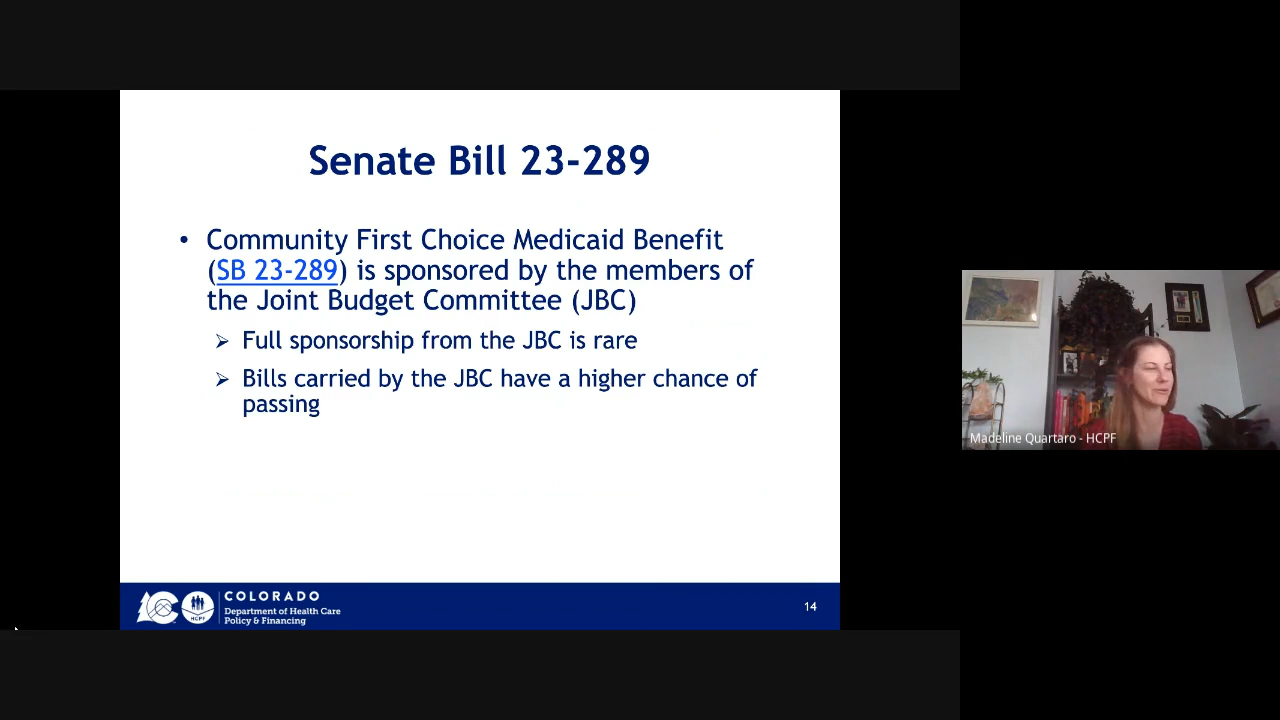 Senate Bill 23-289
• Community First Choice Medicaid Benefit
(SB 23-289) is sponsored by the members of
the Joint Budget Committee (JBC)
➢ Full sponsorship from the JBC is rare
➢ Bills carried by the JBC have a higher chance of
passing
Madeline Quartaro - HCPF
HCPF
COLORADO
Department of Health Care
Policy & Financing
14